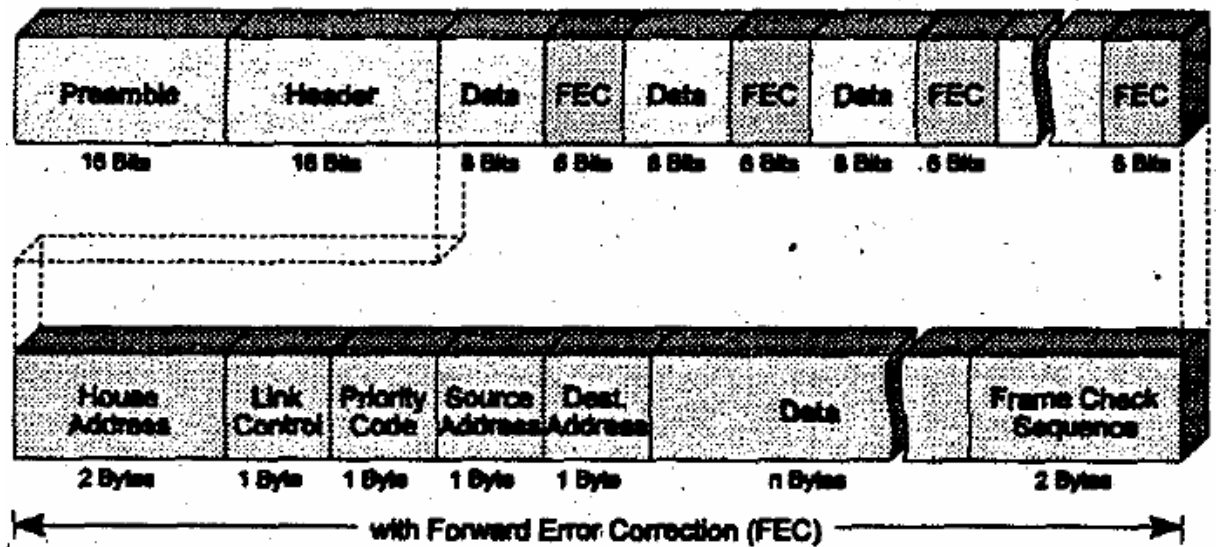 Preamble
Header
Data
FEC
Data
FEC
Data
FEC
FEC
16 Bits
16 Bits
8 Bits
6 Bits
8 Bits
6 Bits
8 Bits
6 Bits
6 Bits
House
Address
Link
Control
Priority
Code
Source
Address
Dest.
Address
Data
Frame Check
Sequence
2 Bytes
1 Byte
1 Byte
1 Byte
1 Byte
n Bytes
2 Bytes
with Forward Error Correction (FEC)